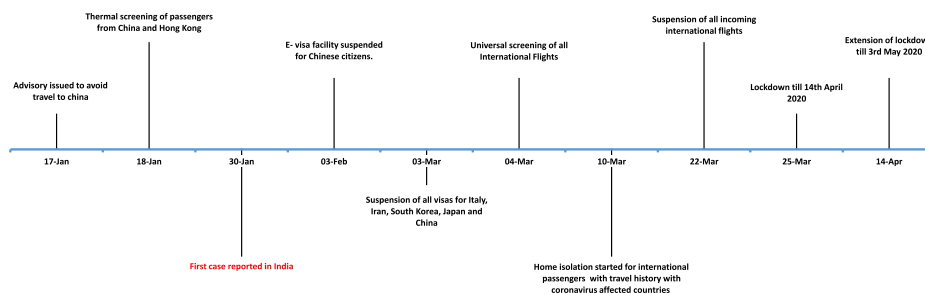 Thermal screening of passengers
from China and Hong Kong
Suspension of all incoming
international flights
E- visa facility suspended
for Chinese citizens.
Universal screening of all
International Flights
Extension of
till 3rd May 2020
Advisory issued to avoid
travel to china
Lockdown till 14th April
2020
17-Jan
18-Jan
30-Jan
03-Feb
03-Mar
04-Mar
10-Mar
22-Mar
25-Mar
14-Apr
Suspension of all visas for Italy,
Iran, South Korea, Japan and
China
First case reported in India
Home isolation started for international
passengers with travel history with
coronavirus affected countries